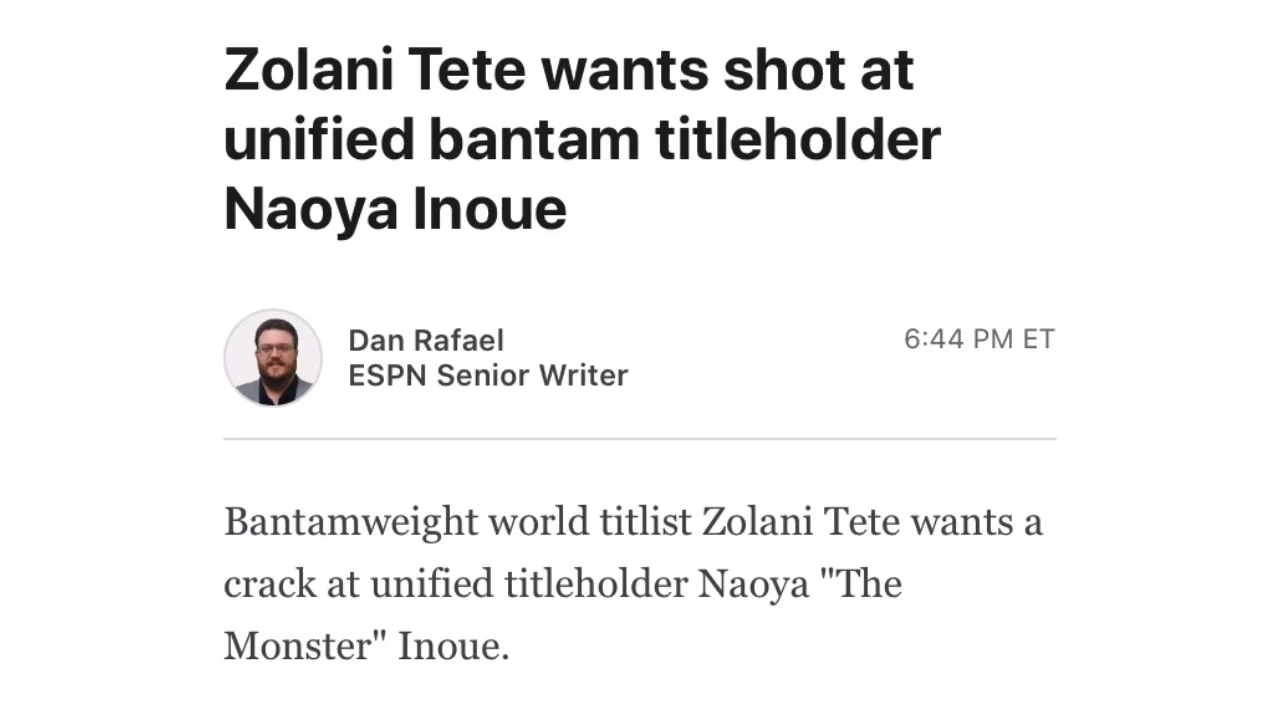 Zolani Tete wants shot at
unified bantam titleholder
Naoya Inoue
Dan Rafael
ESPN Senior Writer
6:44 PM ET
Bantamweight world titlist Zolani Tete wants a
crack at unified titleholder Naoya "The
Monster" Inoue.